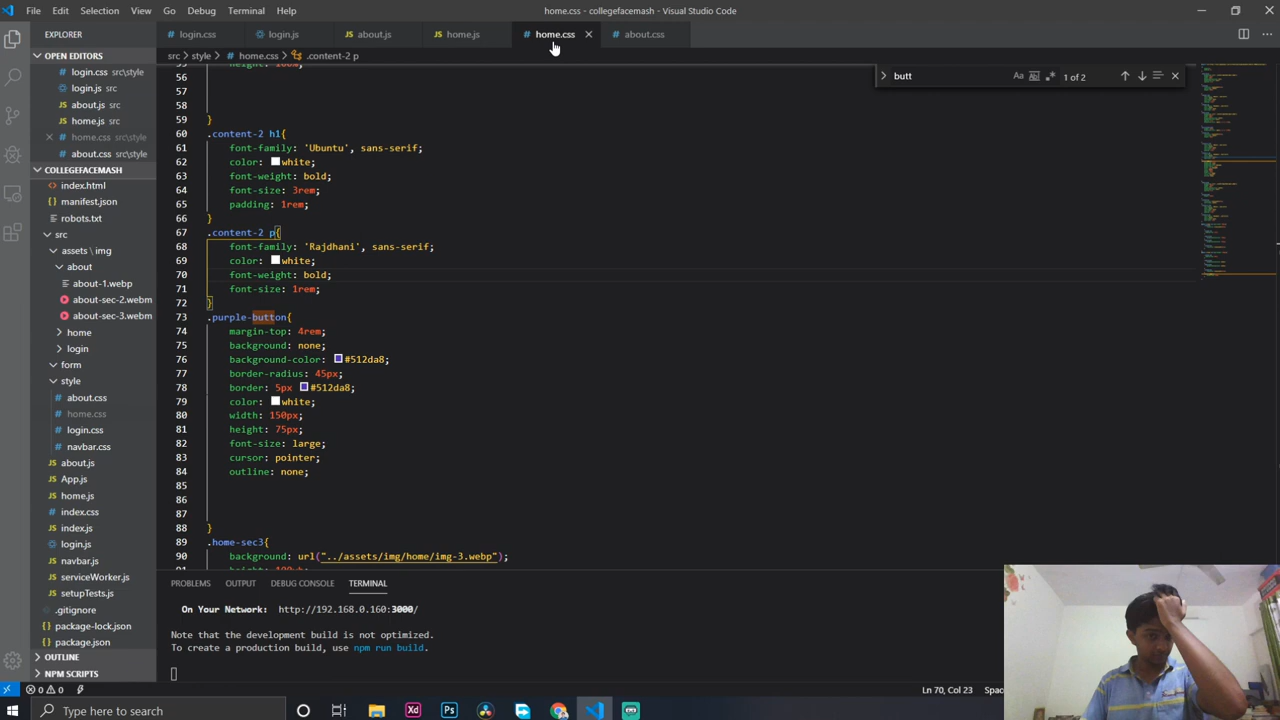 File Edit Selection View Go Debug Terminal Help
home.css - collegefacemash - Visual Studio Code
EXPLORER
login.css login.js about.js home.js home.css about.css
src > style > home.css > .content-2 p
OPEN EDITORS
login.css src
login.js src
about.js src
home.js src
home.css src\style
about.css src\style
COLLEGEFACEMASH
index.html
manifest.json
robots.txt
src
assets \ img
about
about-1.webp
about-sec-2.webm
about-sec-3.webm
home
login
form
style
about.css
home.css
login.css
navbar.css
about.js
App.js
home.js
index.css
index.js
login.js
navbar.js
serviceWorker.js
setupTests.js
.gitignore
package-lock.json
package.json
OUTLINE
NPM SCRIPTS
butt Aa 1 of 2
56
57
58
59 }
60 .content-2 h1{
61 font-family: 'Ubuntu', sans-serif;
62 color: white;
63 font-weight: bold;
64 font-size: 3rem;
65 padding: 1rem;
66 }
67 .content-2 p{
68 font-family: 'Rajdhani', sans-serif;
69 color: white;
70 font-weight: bold;
71 font-size: 1rem;
72 }
73 .purple-button{
74 margin-top: 4rem;
75 background: none;
76 background-color: #512da8;
77 border-radius: 45px;
78 border: 5px #512da8;
79 color: white;
80 width: 150px;
81 height: 75px;
82 font-size: large;
83 cursor: pointer;
84 outline: none;
85
86
87
88 }
89 .home-sec3{
90 background: url("../assets/img/home/img-3.webp");
PROBLEMS OUTPUT DEBUG CONSOLE TERMINAL
On Your Network: http://192.168.0.160:3000/
Note that the development build is not optimized.
To create a production build, use npm run build.
0 0
Ln 70, Col 23
Type here to search
Xd Ps